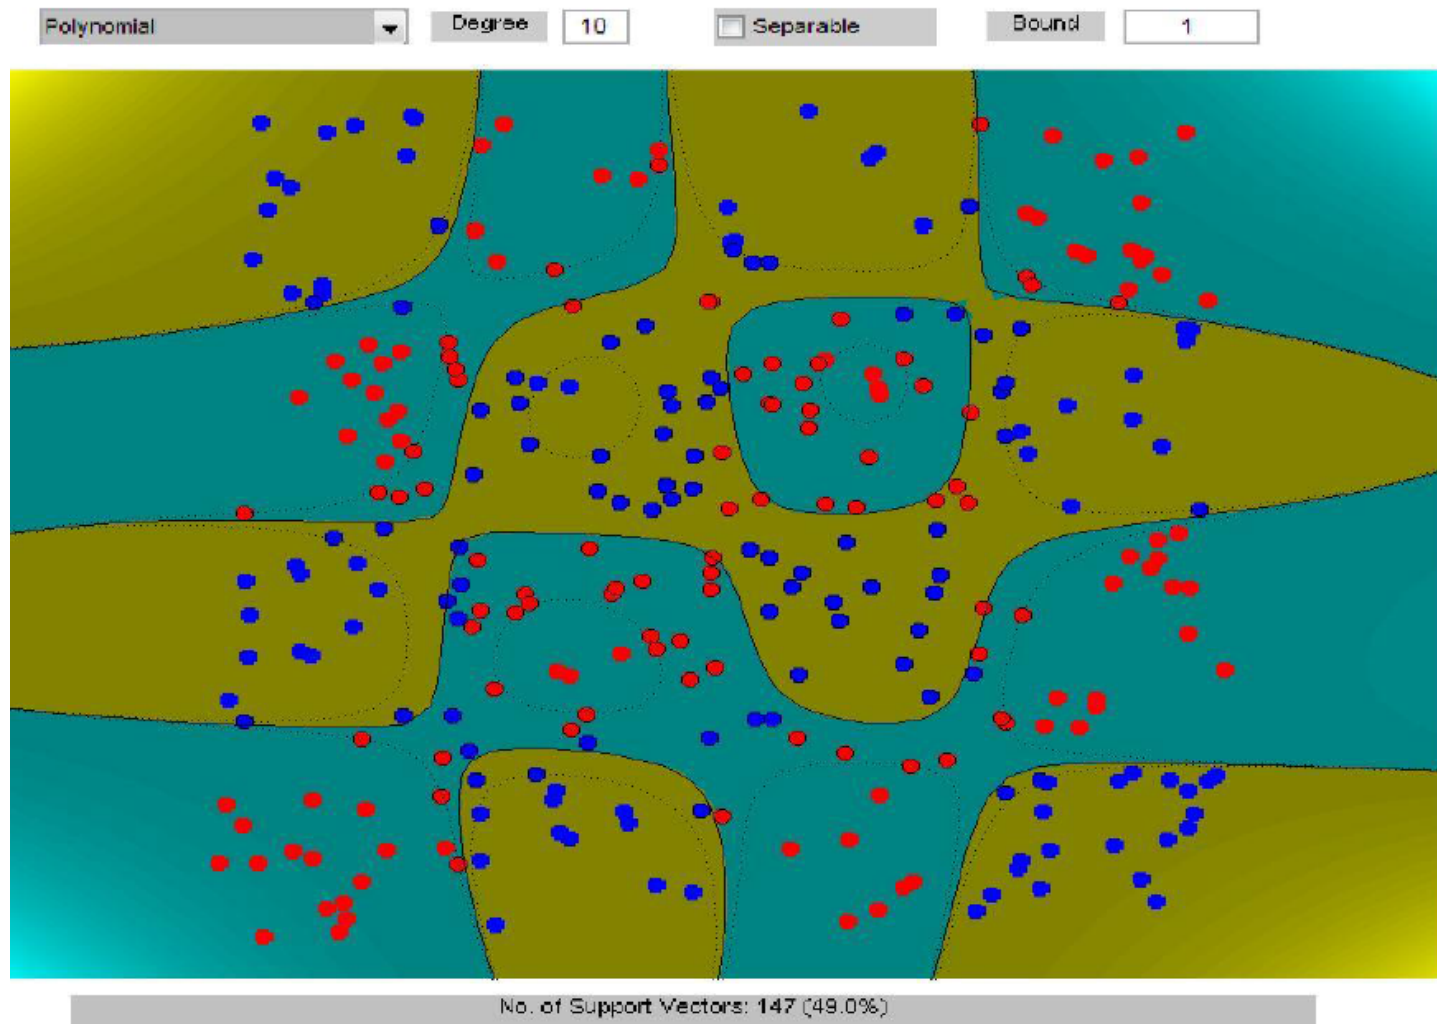 Polynomial Degree 10 Separable Bound 1
No. of Support Vectors: 147 (49.0%)